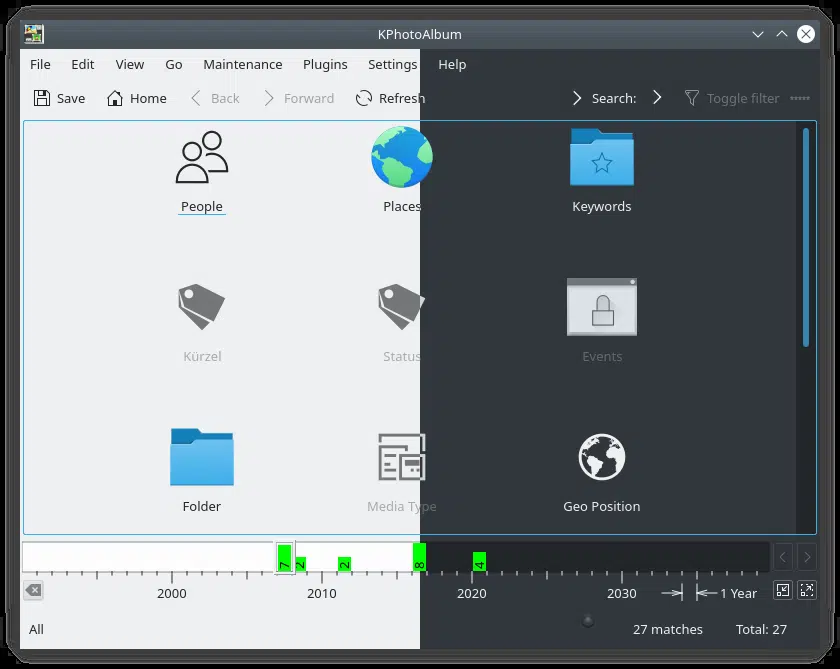 KPhotoAlbum
File Edit View Go Maintenance Plugins Settings Help
Save Home Back Forward Refresh Search: Toggle filter
People Places Keywords
Kürzel Status Events
Folder Media Type Geo Position
7 2 2 8 4
2000 2010 2020 2030 1 Year
All 27 matches Total: 27